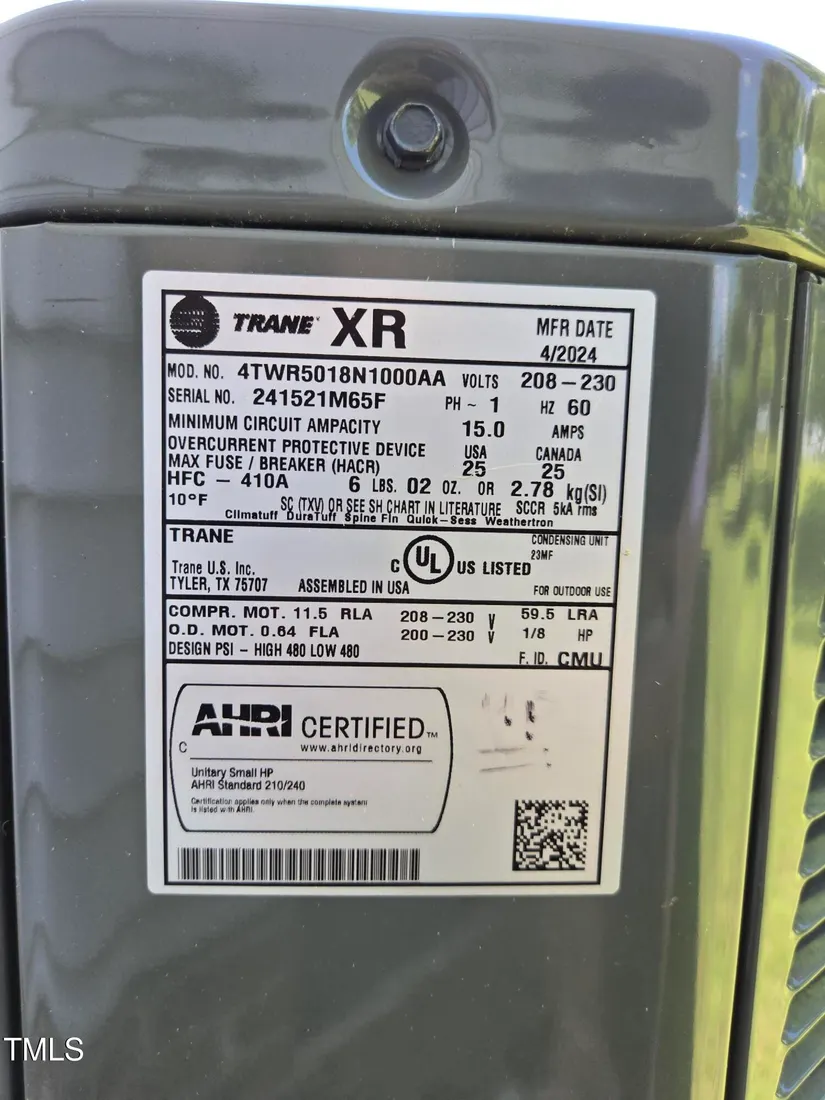 TRANE XR
MFR DATE
4/2024
MOD. NO. 4TWR5018N1000AA VOLTS 208-230
SERIAL NO. 241521M65F PH ~ 1 HZ 60
MINIMUM CIRCUIT AMPACITY 15.0 AMPS
OVERCURRENT PROTECTIVE DEVICE USA CANADA
MAX FUSE / BREAKER (HACR) 25 25
HFC - 410A 6 LBS. 02 OZ. OR 2.78 kg(SI)
10°F SC (TXV) OR SEE SH CHART IN LITERATURE SCCR 5kA rms
Climatuff DuraTuff Spine Fin Quick-Sess Weathertron
TRANE CONDENSING UNIT
23MF
Trane U.S. Inc. C UL US LISTED
TYLER, TX 75707 ASSEMBLED IN USA FOR OUTDOOR USE
COMPR. MOT. 11.5 RLA 208-230 V 59.5 LRA
O.D. MOT. 0.64 FLA 200-230 V 1/8 HP
DESIGN PSI - HIGH 480 LOW 480 F. ID. CMU
AHRI CERTIFIED™
C www.ahridirectory.org
Unitary Small HP
AHRI Standard 210/240
Certification applies only when the complete system
is listed with AHRI.
TMLS